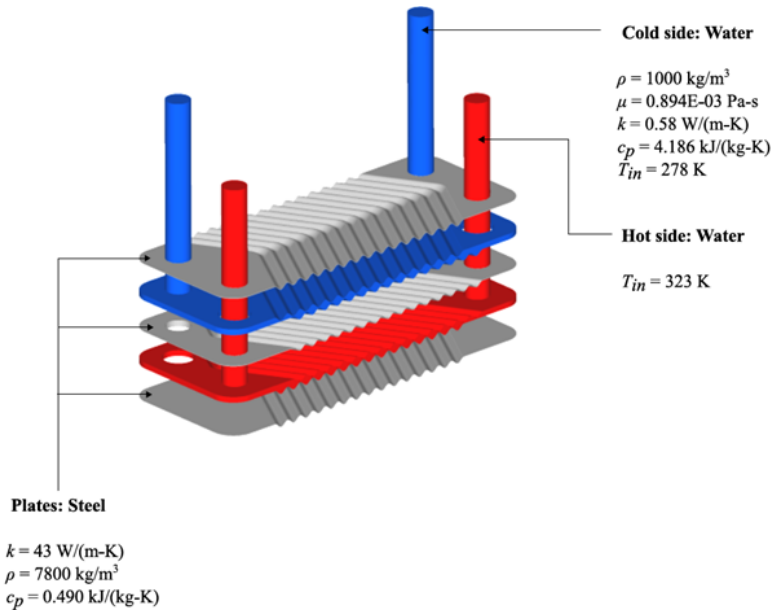 Cold side: Water
ρ = 1000 kg/m³
μ = 0.894E-03 Pa-s
k = 0.58 W/(m-K)
cₚ = 4.186 kJ/(kg-K)
Tin = 278 K
Hot side: Water
Tin = 323 K
Plates: Steel
k = 43 W/(m-K)
ρ = 7800 kg/m³
cₚ = 0.490 kJ/(kg-K)